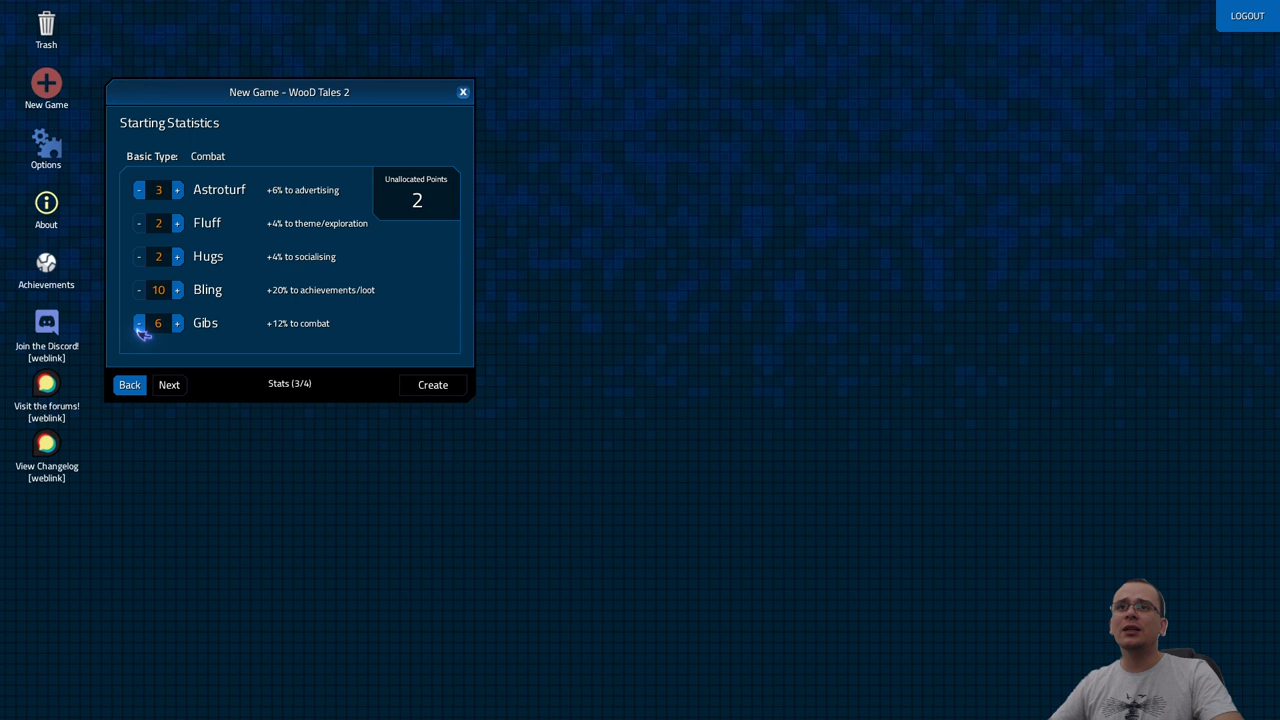 LOGOUT
Trash
New Game
Options
About
Achievements
Join the Discord!
[weblink]
Visit the forums!
[weblink]
View Changelog
[weblink]
New Game - WooD Tales 2
X
Starting Statistics
Basic Type: Combat
Unallocated Points
2
- 3 + Astroturf +6% to advertising
- 2 + Fluff +4% to theme/exploration
- 2 + Hugs +4% to socialising
- 10 + Bling +20% to achievements/loot
- 6 + Gibs +12% to combat
Back Next Stats (3/4) Create